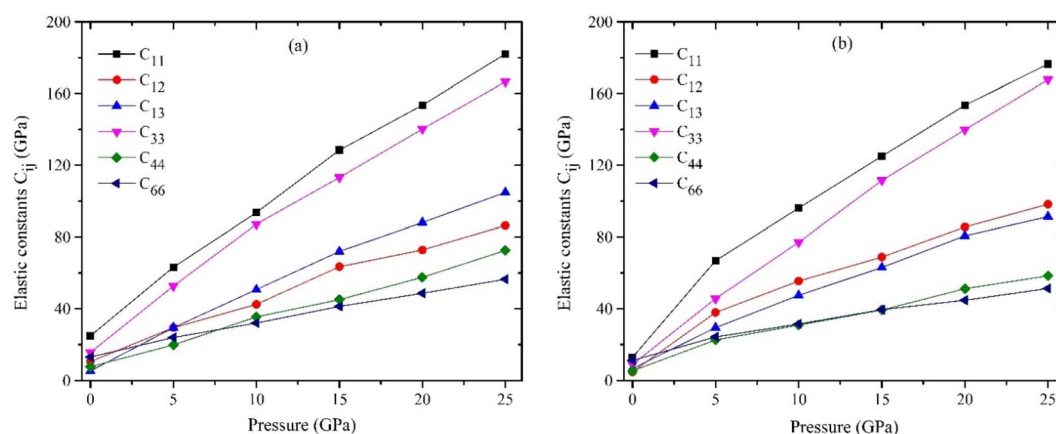 (a)
C11
C12
C13
C33
C44
C66
200
160
120
80
40
0
Elastic constants Cij (GPa)
0 5 10 15 20 25
Pressure (GPa)
(b)
C11
C12
C13
C33
C44
C66
200
160
120
80
40
0
Elastic constants Cij (GPa)
0 5 10 15 20 25
Pressure (GPa)